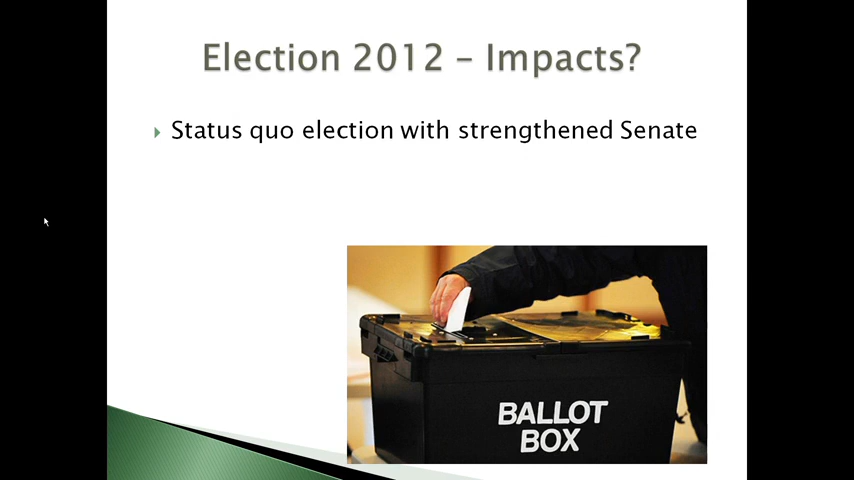 Election 2012 – Impacts?
Status quo election with strengthened Senate
BALLOT
BOX